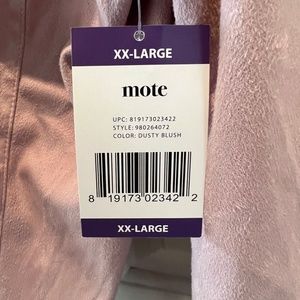 XX-LARGE
mote
UPC: 819173023422
STYLE: 980264072
COLOR: DUSTY BLUSH
8 19173 02342 2
XX-LARGE